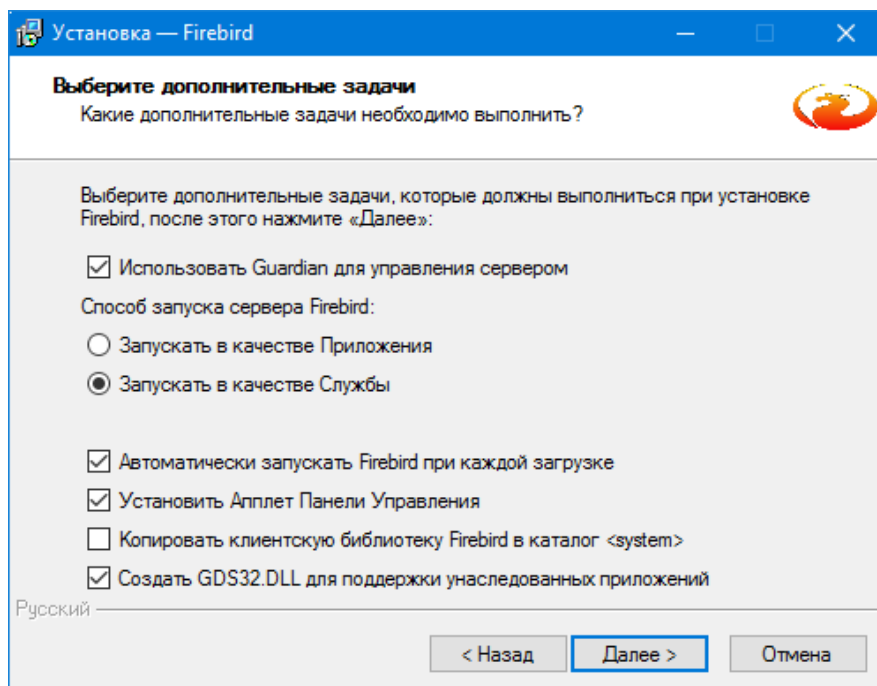 Установка — Firebird
Выберите дополнительные задачи
Какие дополнительные задачи необходимо выполнить?
Выберите дополнительные задачи, которые должны выполниться при установке
Firebird, после этого нажмите «Далее»:
Использовать Guardian для управления сервером
Способ запуска сервера Firebird:
Запускать в качестве Приложения
Запускать в качестве Службы
Автоматически запускать Firebird при каждой загрузке
Установить Апплет Панели Управления
Копировать клиентскую библиотеку Firebird в каталог <system>
Создать GDS32.DLL для поддержки унаследованных приложений
Русский
< Назад
Далее >
Отмена